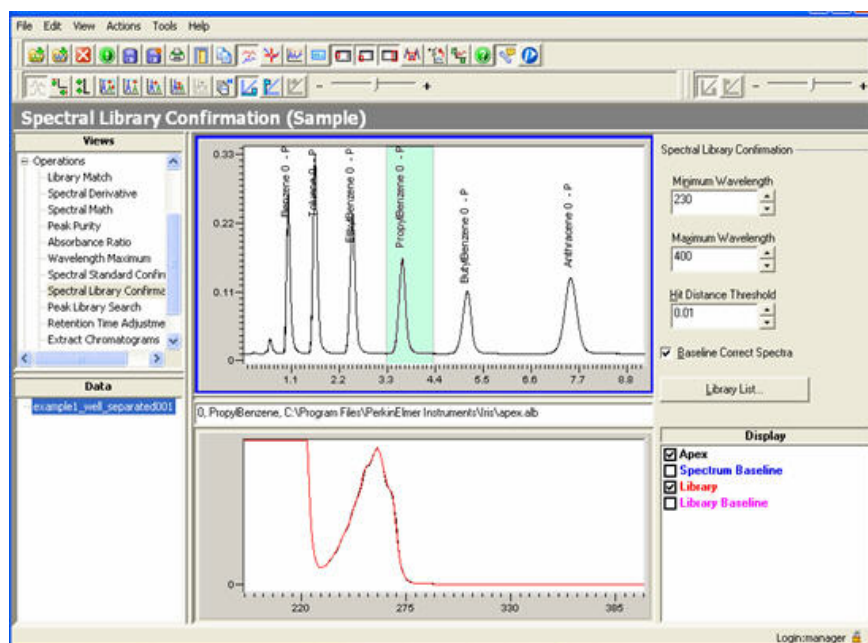 File Edit View Actions Tools Help
Spectral Library Confirmation (Sample)
Views
Operations
Library Match
Spectral Derivative
Spectral Math
Peak Purity
Absorbance Ratio
Wavelength Maximum
Spectral Standard Confirm
Spectral Library Confirma
Peak Library Search
Retention Time Adjustme
Extract Chromatograms
Data
example1_well_separated001
0.33
0.22
0.11
0
Benzene 0 - P
Toluene 0 - P
EthylBenzene 0 - P
PropylBenzene 0 - P
ButylBenzene 0 - P
Anthracene 0 - P
1.1 2.2 3.3 4.4 5.5 6.6 7.7 8.8
0, PropylBenzene, C:\Program Files\PerkinElmer Instruments\Iris\apex.alb
0
220 275 330 385
Spectral Library Confirmation
Minimum Wavelength
230
Maximum Wavelength
400
Hit Distance Threshold
0.01
Baseline Correct Spectra
Library List...
Display
Apex
Spectrum Baseline
Library
Library Baseline
Login:manager